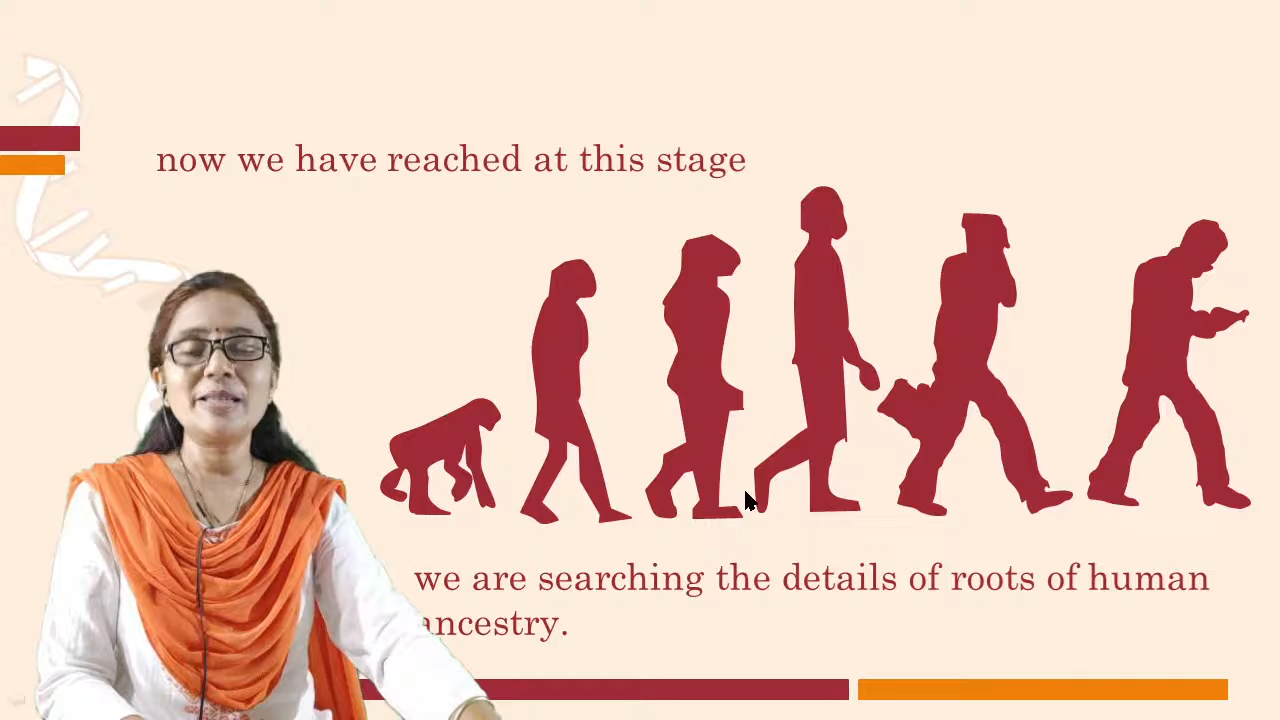 now we have reached at this stage
we are searching the details of roots of human
ancestry.